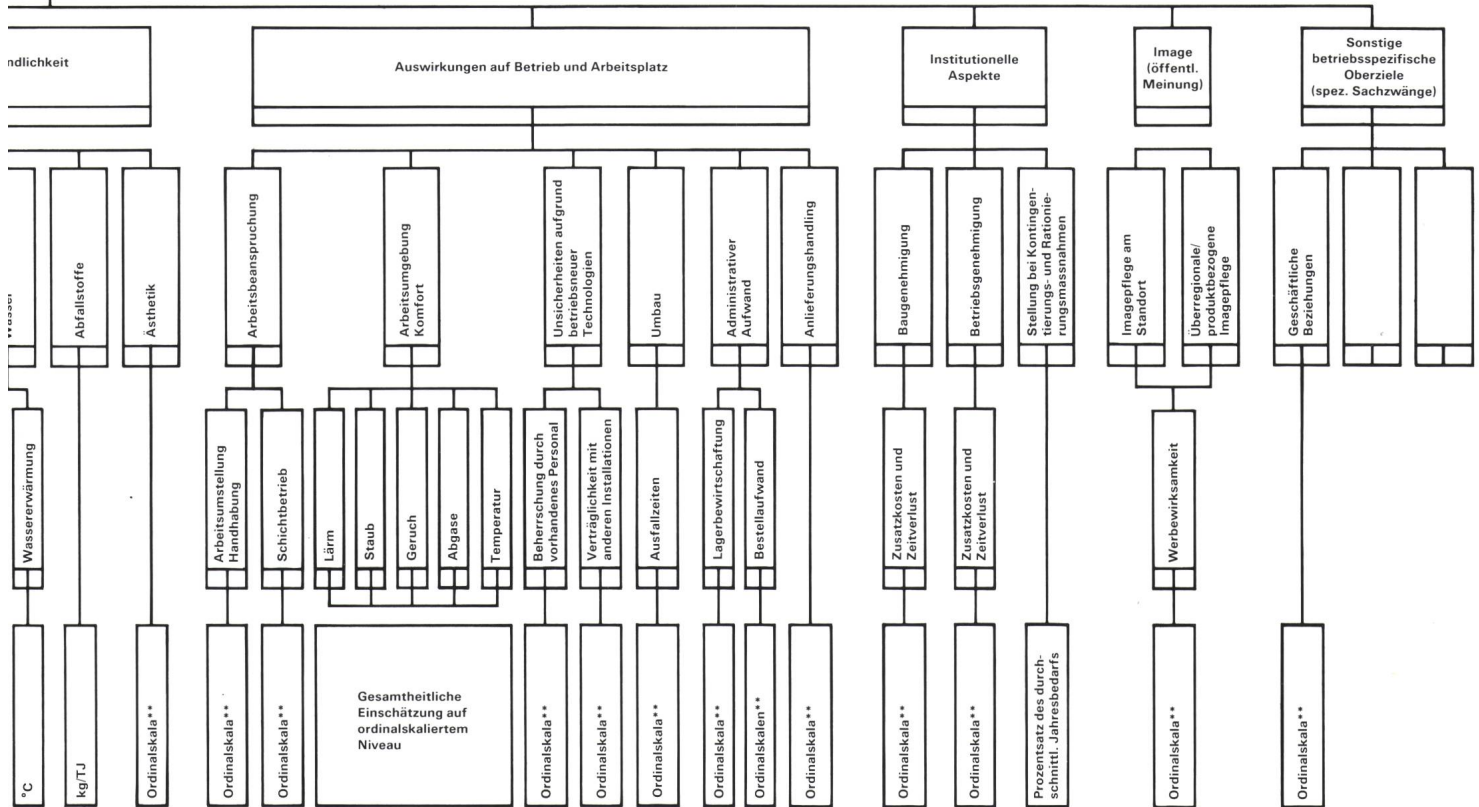 ndlichkeit
Auswirkungen auf Betrieb und Arbeitsplatz
Institutionelle
Aspekte
Image
(öffentl.
Meinung)
Sonstige
betriebsspezifische
Oberziele
(spez. Sachzwänge)
Abfallstoffe
Ästhetik
Arbeitsbeanspruchung
Arbeitsumgebung
Komfort
Unsicherheiten aufgrund
betriebsneuer
Technologien
Umbau
Administrativer
Aufwand
Anlieferungshandling
Baugenehmigung
Betriebsgenehmigung
Stellung bei Kontingen-
tierungs- und Rationie-
rungsmassnahmen
Imagepflege am
Standort
Überregionale/
produktbezogene
Imagepflege
Geschäftliche
Beziehungen
Wassererwärmung
Arbeitsumstellung
Handhabung
Schichtbetrieb
Lärm
Staub
Geruch
Abgase
Temperatur
Beherrschung durch
vorhandenes Personal
Verträglichkeit mit
anderen Installationen
Ausfallzeiten
Lagerbewirtschaftung
Bestellaufwand
Zusatzkosten und
Zeitverlust
Zusatzkosten und
Zeitverlust
Werbewirksamkeit
°C
kg/TJ
Ordinalskala**
Ordinalskala**
Ordinalskala**
Gesamtheitliche
Einschätzung auf
ordinalskaliertem
Niveau
Ordinalskala**
Ordinalskala**
Ordinalskala**
Ordinalskala**
Ordinalskalen**
Ordinalskala**
Ordinalskala**
Ordinalskala**
Prozentsatz des durch-
schnittl. Jahresbedarfs
Ordinalskala**
Ordinalskala**